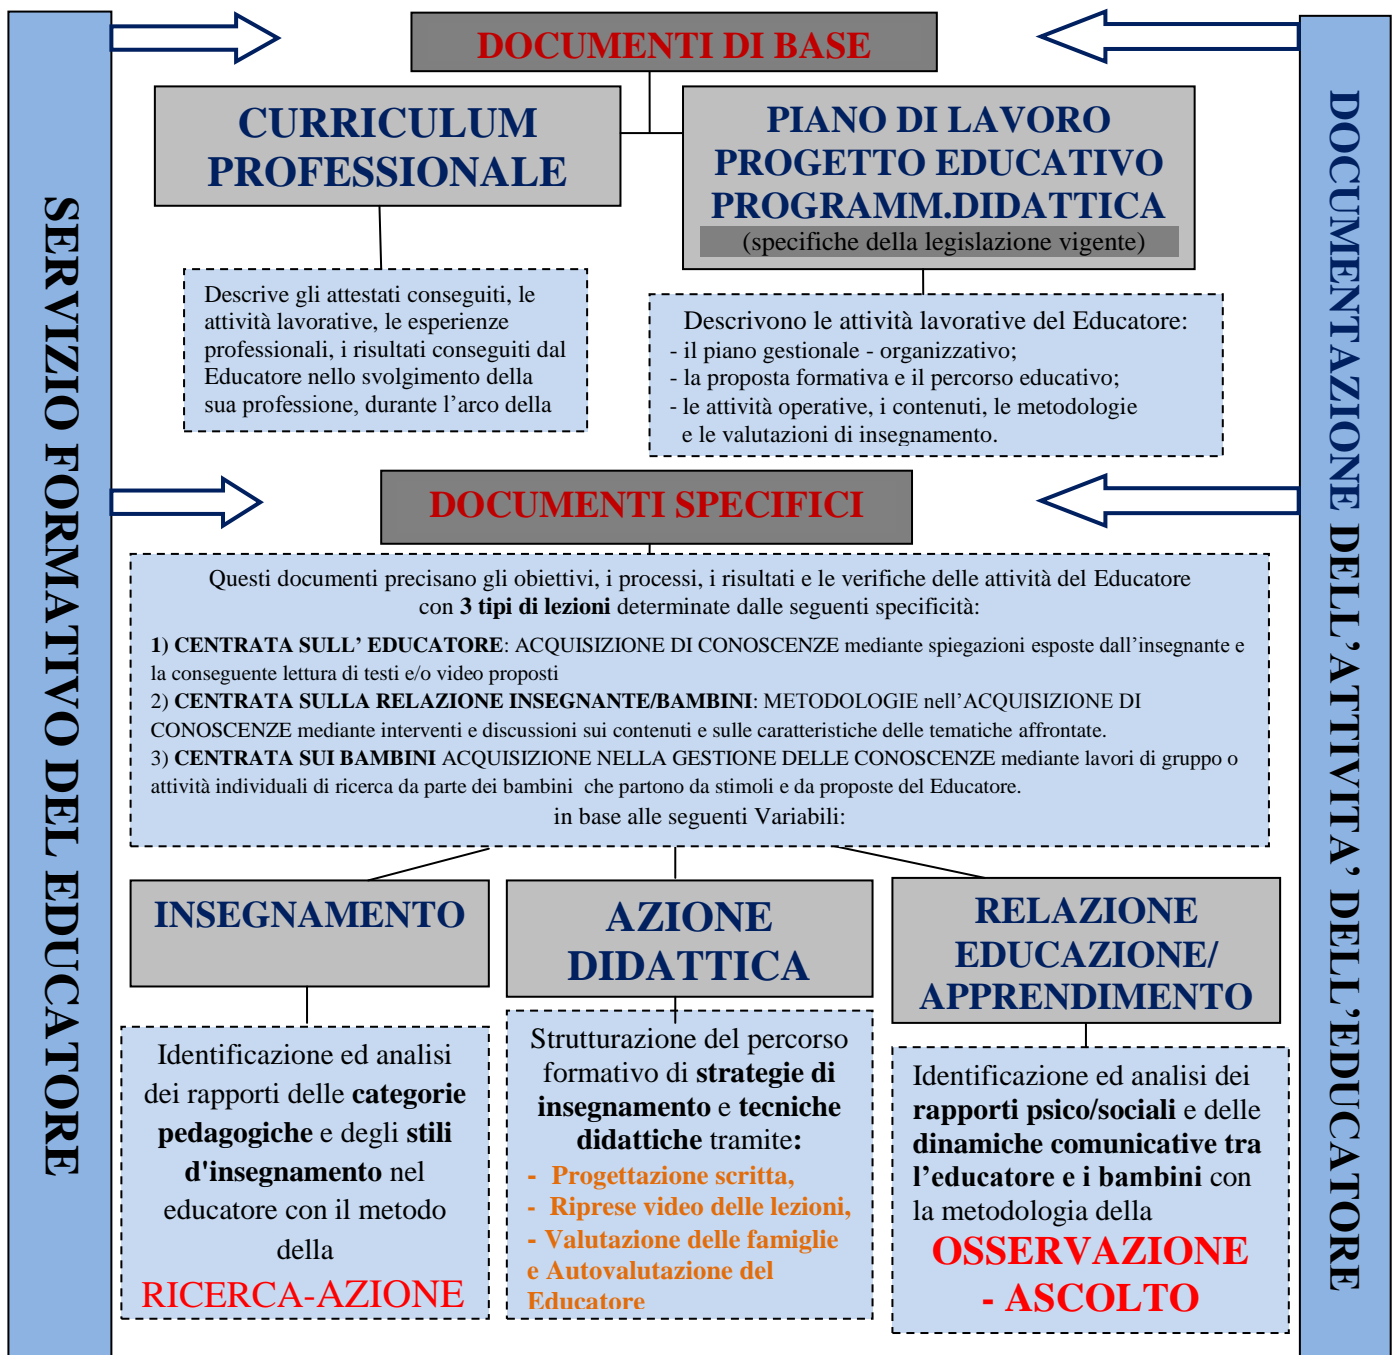 SERVIZIO FORMATIVO DEL EDUCATORE
DOCUMENTI DI BASE
CURRICULUM
PROFESSIONALE
PIANO DI LAVORO
PROGETTO EDUCATIVO
PROGRAMM.DIDATTICA
(specifiche della legislazione vigente)
Descrive gli attestati conseguiti, le
attività lavorative, le esperienze
professionali, i risultati conseguiti dal
Educatore nello svolgimento della
sua professione, durante l'arco della
Descrivono le attività lavorative del Educatore:
- il piano gestionale - organizzativo;
- la proposta formativa e il percorso educativo;
- le attività operative, i contenuti, le metodologie
e le valutazioni di insegnamento.
DOCUMENTI SPECIFICI
Questi documenti precisano gli obiettivi, i processi, i risultati e le verifiche delle attività del Educatore
con 3 tipi di lezioni determinate dalle seguenti specificità:
1) CENTRATA SULL' EDUCATORE: ACQUISIZIONE DI CONOSCENZE mediante spiegazioni esposte dall'insegnante e
la conseguente lettura di testi e/o video proposti
2) CENTRATA SULLA RELAZIONE INSEGNANTE/BAMBINI: METODOLOGIE nell'ACQUISIZIONE DI
CONOSCENZE mediante interventi e discussioni sui contenuti e sulle caratteristiche delle tematiche affrontate.
3) CENTRATA SUI BAMBINI ACQUISIZIONE NELLA GESTIONE DELLE CONOSCENZE mediante lavori di gruppo o
attività individuali di ricerca da parte dei bambini che partono da stimoli e da proposte del Educatore.
in base alle seguenti Variabili:
INSEGNAMENTO
AZIONE
DIDATTICA
RELAZIONE
EDUCAZIONE/
APPRENDIMENTO
Identificazione ed analisi
dei rapporti delle categorie
pedagogiche e degli stili
d'insegnamento nel
educatore con il metodo
della
RICERCA-AZIONE
Strutturazione del percorso
formativo di strategie di
insegnamento e tecniche
didattiche tramite:
- Progettazione scritta,
- Riprese video delle lezioni,
- Valutazione delle famiglie
e Autovalutazione del
Educatore
Identificazione ed analisi dei
rapporti psico/sociali e delle
dinamiche comunicative tra
l'educatore e i bambini con
la metodologia della
OSSERVAZIONE
- ASCOLTO
DOCUMENTAZIONE DELL'ATTIVITA' DELL'EDUCATORE